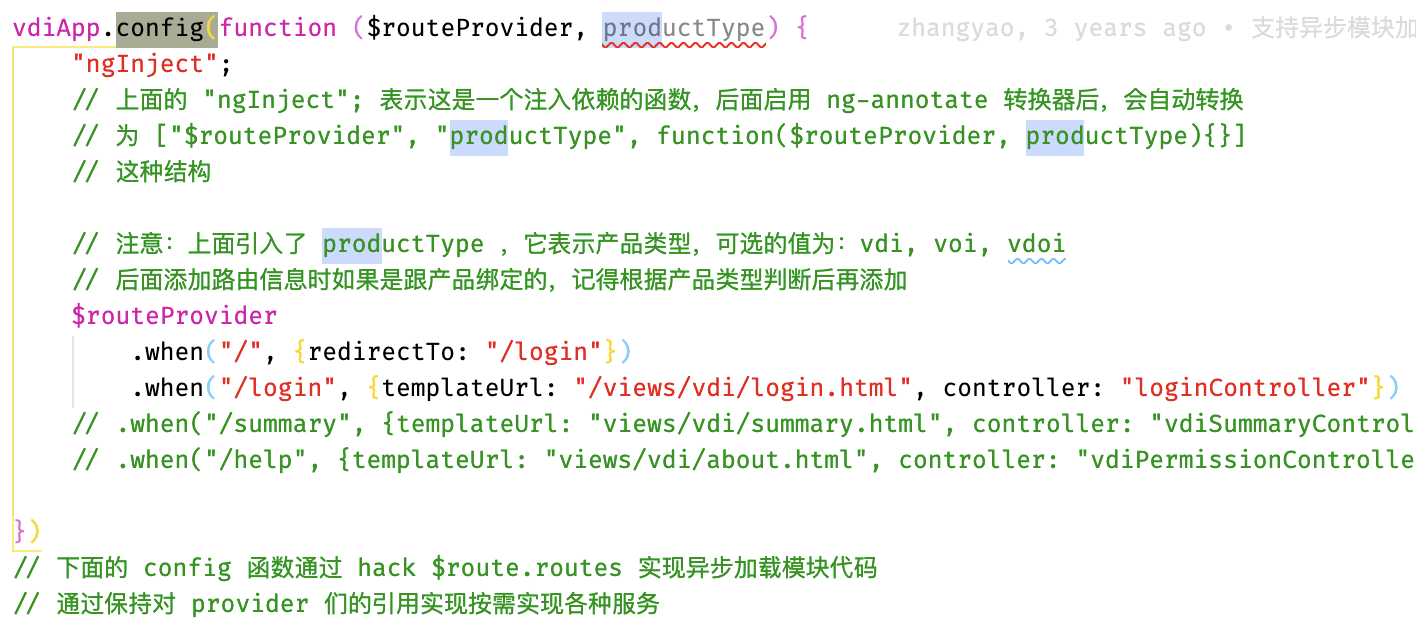 vdiApp.config(function ($routeProvider, productType) {    zhangyao, 3 years ago • 支持异步模块加
"ngInject";
// 上面的 "ngInject"; 表示这是一个注入依赖的函数，后面启用 ng-annotate 转换器后，会自动转换
// 为 ["$routeProvider", "productType", function($routeProvider, productType){}]
// 这种结构
// 注意：上面引入了 productType ，它表示产品类型，可选的值为：vdi, voi, vdoi
// 后面添加路由信息时如果是跟产品绑定的，记得根据产品类型判断后再添加
$routeProvider
.when("/", {redirectTo: "/login"})
.when("/login", {templateUrl: "/views/vdi/login.html", controller: "loginController"})
// .when("/summary", {templateUrl: "views/vdi/summary.html", controller: "vdiSummaryControl
// .when("/help", {templateUrl: "views/vdi/about.html", controller: "vdiPermissionControlle
})
// 下面的 config 函数通过 hack $route.routes 实现异步加载模块代码
// 通过保持对 provider 们的引用实现按需实现各种服务